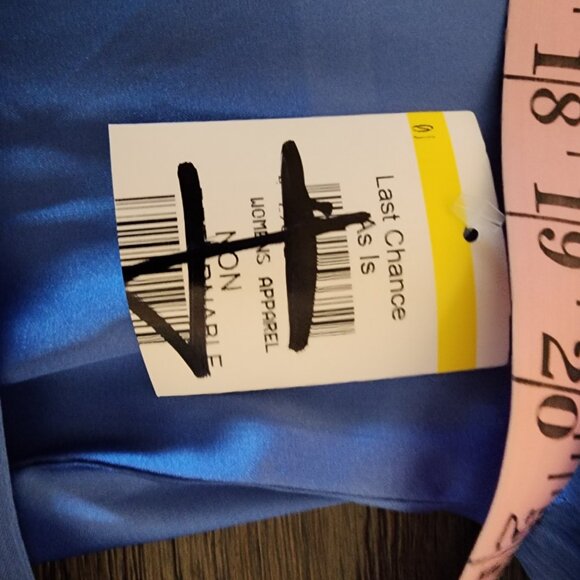 Last Chance
As Is
WOMENS APPAREL
NON
18
19
20